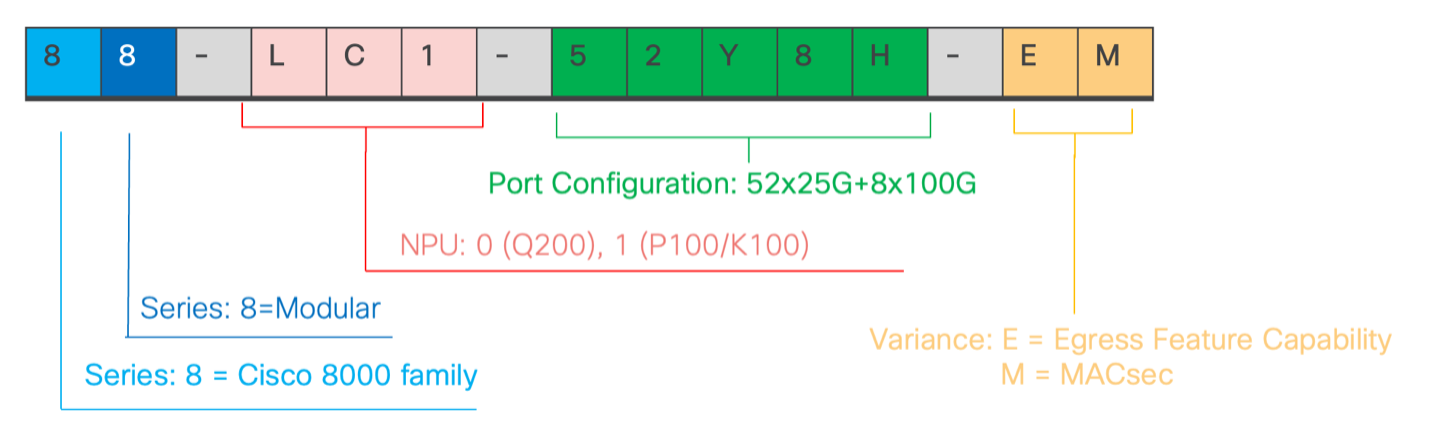 8 8 - L C 1 - 5 2 Y 8 H - E M
Port Configuration: 52x25G+8x100G
NPU: 0 (Q200), 1 (P100/K100)
Series: 8=Modular
Variance: E = Egress Feature Capability
M = MACsec
Series: 8 = Cisco 8000 family